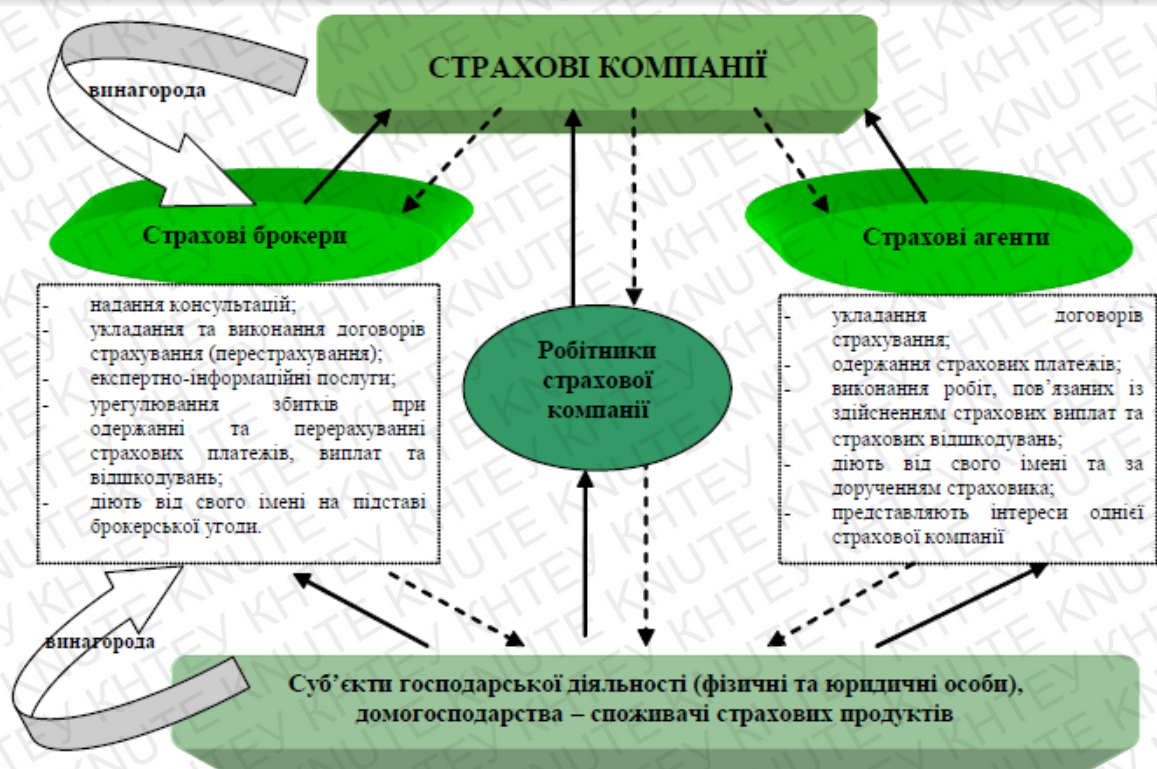 СТРАХОВІ КОМПАНІЇ
винагорода
Страхові брокери
Страхові агенти
- надання консультацій;
- укладання та виконання договорів
страхування (перестрахування);
- експертно-інформаційні послуги;
- урегулювання збитків при
одержанні та перерахуванні
страхових платежів, виплат та
відшкодувань;
- діють від свого імені на підставі
брокерської угоди.
Робітники
страхової
компанії
- укладання договорів
страхування;
- одержання страхових платежів;
- виконання робіт, пов’язаних із
здійсненням страхових виплат та
страхових відшкодувань;
- діють від свого імені та за
дорученням страховика;
- представляють інтереси однієї
страхової компанії
винагорода
Суб’єкти господарської діяльності (фізичні та юридичні особи),
домогосподарства – споживачі страхових продуктів
KNUTE КНТЕУ